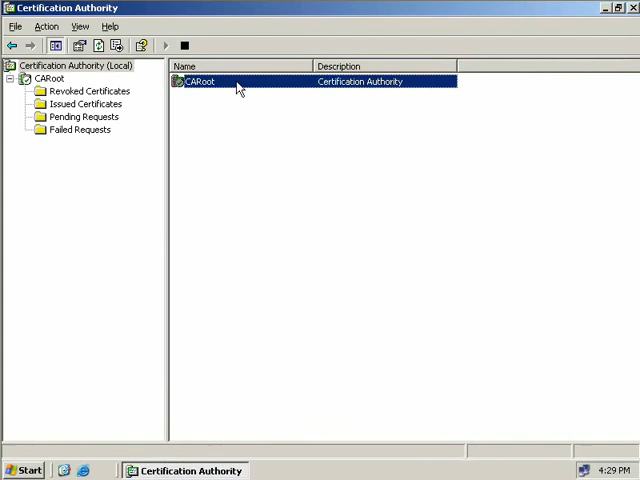 Certification Authority
File Action View Help
Certification Authority (Local)
CARoot
Revoked Certificates
Issued Certificates
Pending Requests
Failed Requests
Name Description
CARoot Certification Authority
Start Certification Authority 4:29 PM